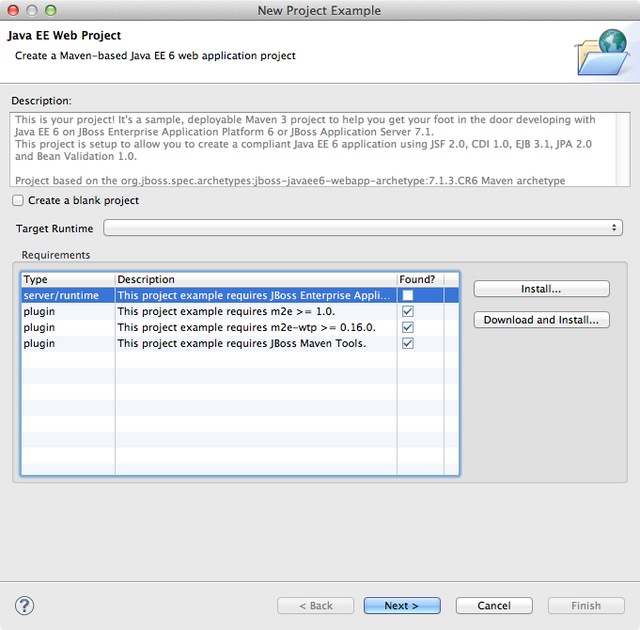 New Project Example
Java EE Web Project
Create a Maven-based Java EE 6 web application project
Description:
This is your project! It's a sample, deployable Maven 3 project to help you get your foot in the door developing with
Java EE 6 on JBoss Enterprise Application Platform 6 or JBoss Application Server 7.1.
This project is setup to allow you to create a compliant Java EE 6 application using JSF 2.0, CDI 1.0, EJB 3.1, JPA 2.0
and Bean Validation 1.0.
Project based on the org.jboss.spec.archetypes:jboss-javaee6-webapp-archetype:7.1.3.CR6 Maven archetype
Create a blank project
Target Runtime
Requirements
Type Description Found?
server/runtime This project example requires JBoss Enterprise Appli...
plugin This project example requires m2e >= 1.0.
plugin This project example requires m2e-wtp >= 0.16.0.
plugin This project example requires JBoss Maven Tools.
Install...
Download and Install...
? < Back Next > Cancel Finish